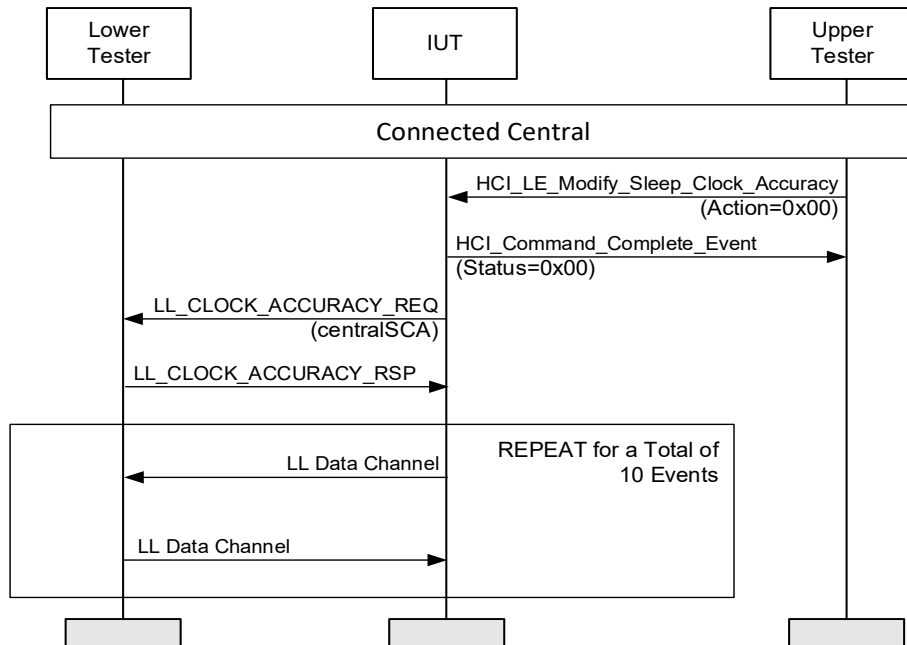 Lower
Tester
IUT
Upper
Tester
Connected Central
HCI_LE_Modify_Sleep_Clock_Accuracy
(Action=0x00)
HCI_Command_Complete_Event
(Status=0x00)
LL_CLOCK_ACCURACY_REQ
(centralSCA)
LL_CLOCK_ACCURACY_RSP
REPEAT for a Total of
10 Events
LL Data Channel
LL Data Channel